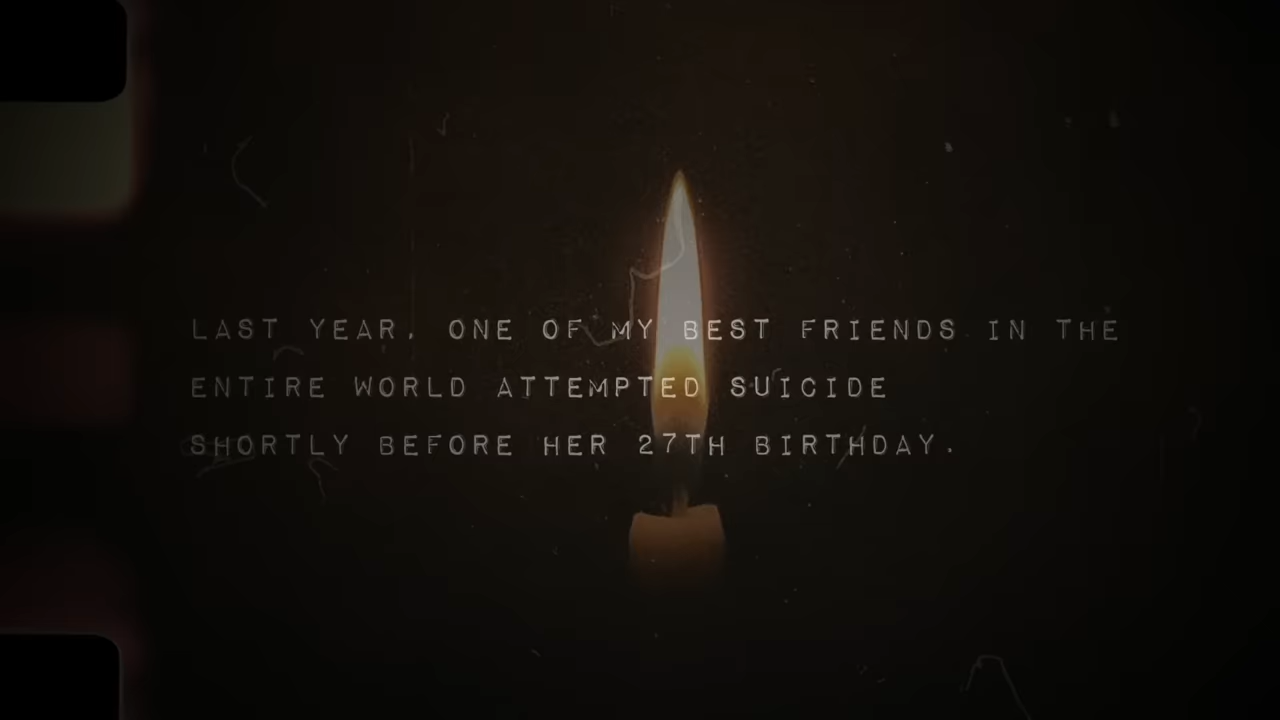 LAST YEAR, ONE OF MY BEST FRIENDS IN THE
ENTIRE WORLD ATTEMPTED SUICIDE
SHORTLY BEFORE HER 27TH BIRTHDAY.